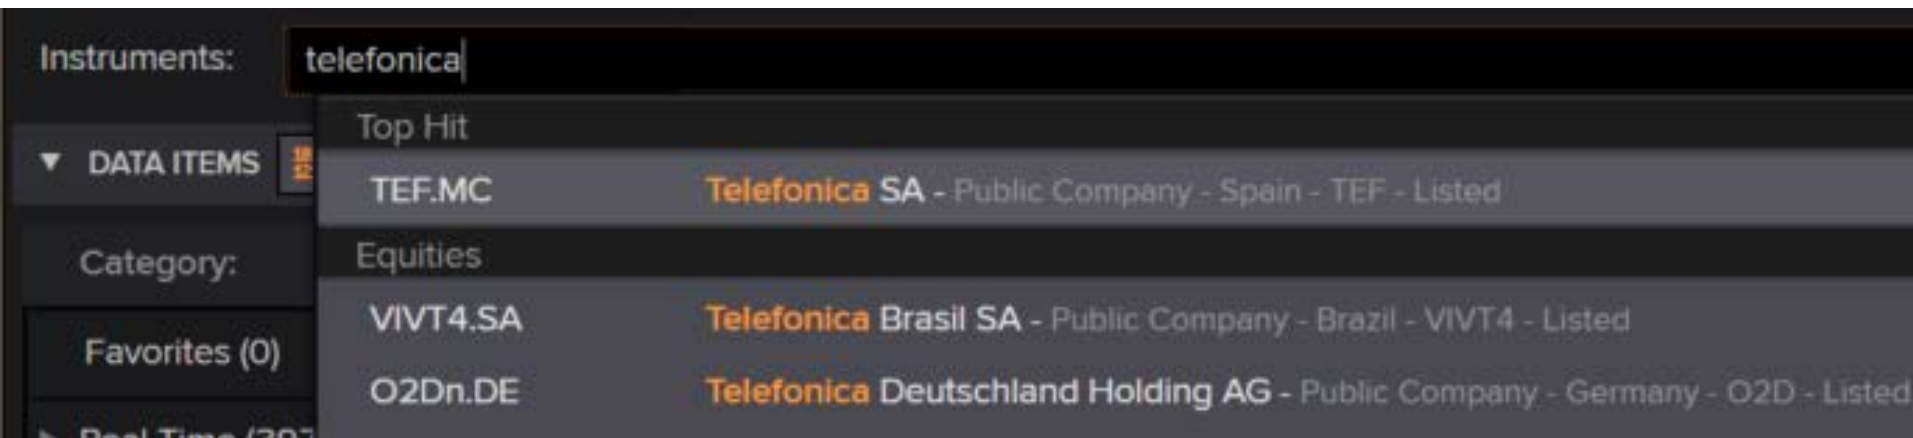 Instruments: telefonica
Top Hit
DATA ITEMS
TEF.MC Telefonica SA - Public Company - Spain - TEF - Listed
Category:
Equities
VIVT4.SA Telefonica Brasil SA - Public Company - Brazil - VIVT4 - Listed
Favorites (0)
O2Dn.DE Telefonica Deutschland Holding AG - Public Company - Germany - O2D - Listed